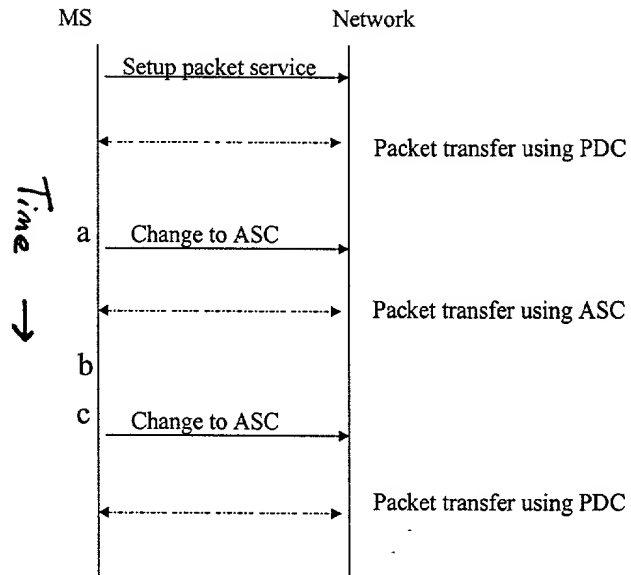 MS
Network
Setup packet service
Packet transfer using PDC
Time →
a
Change to ASC
Packet transfer using ASC
b
c
Change to ASC
Packet transfer using PDC